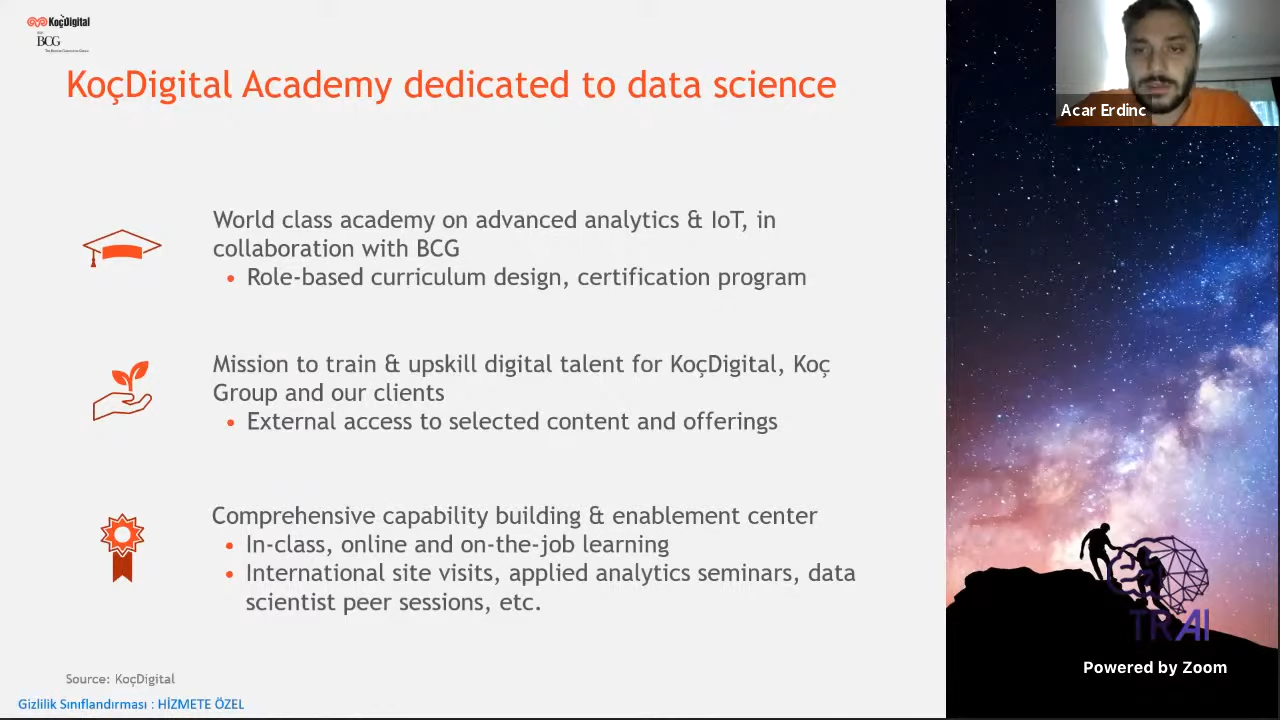 KoçDigital
BCG
KoçDigital Academy dedicated to data science
Acar Erdinc
World class academy on advanced analytics & IoT, in
collaboration with BCG
• Role-based curriculum design, certification program
Mission to train & upskill digital talent for KoçDigital, Koç
Group and our clients
• External access to selected content and offerings
Comprehensive capability building & enablement center
• In-class, online and on-the-job learning
• International site visits, applied analytics seminars, data
scientist peer sessions, etc.
TRAI
Powered by Zoom
Source: KoçDigital
Gizlilik Sınıflandırması : HİZMETE ÖZEL